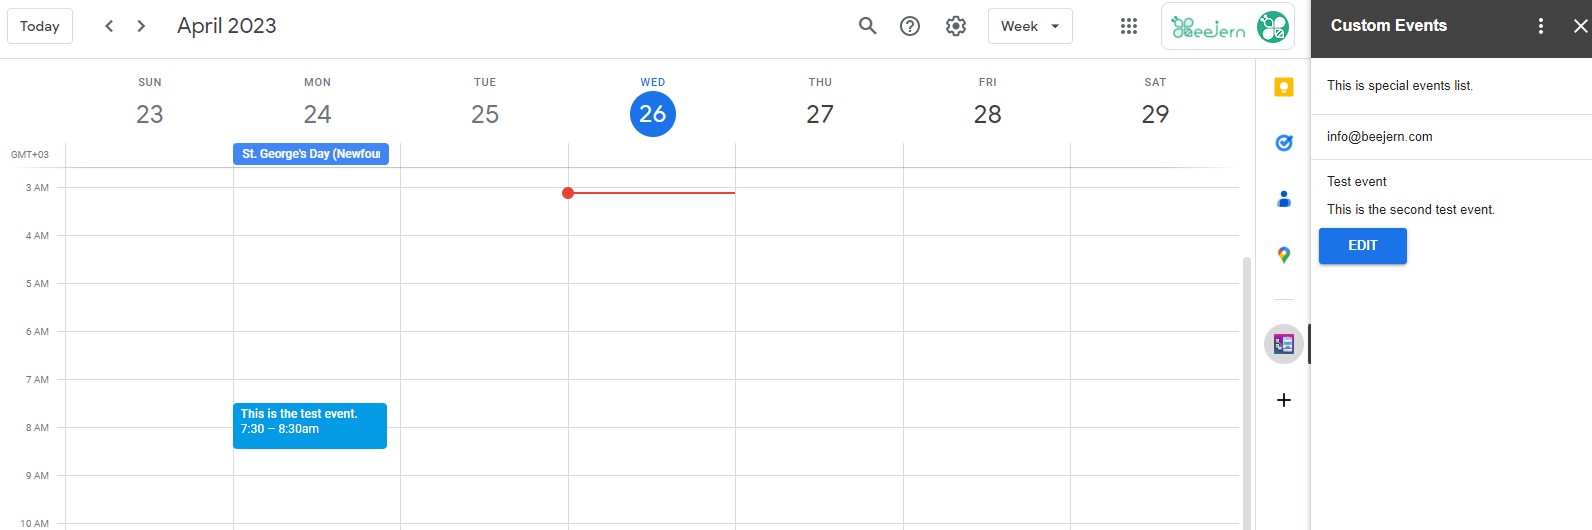 Today
April 2023
Week
Beejern
Custom Events
SUN
MON
TUE
WED
THU
FRI
SAT
23
24
25
26
27
28
29
GMT+03
St. George's Day (Newfou
3 AM
4 AM
5 AM
6 AM
7 AM
This is the test event.
7:30 – 8:30am
8 AM
9 AM
10 AM
This is special events list.
info@beejern.com
Test event
This is the second test event.
EDIT